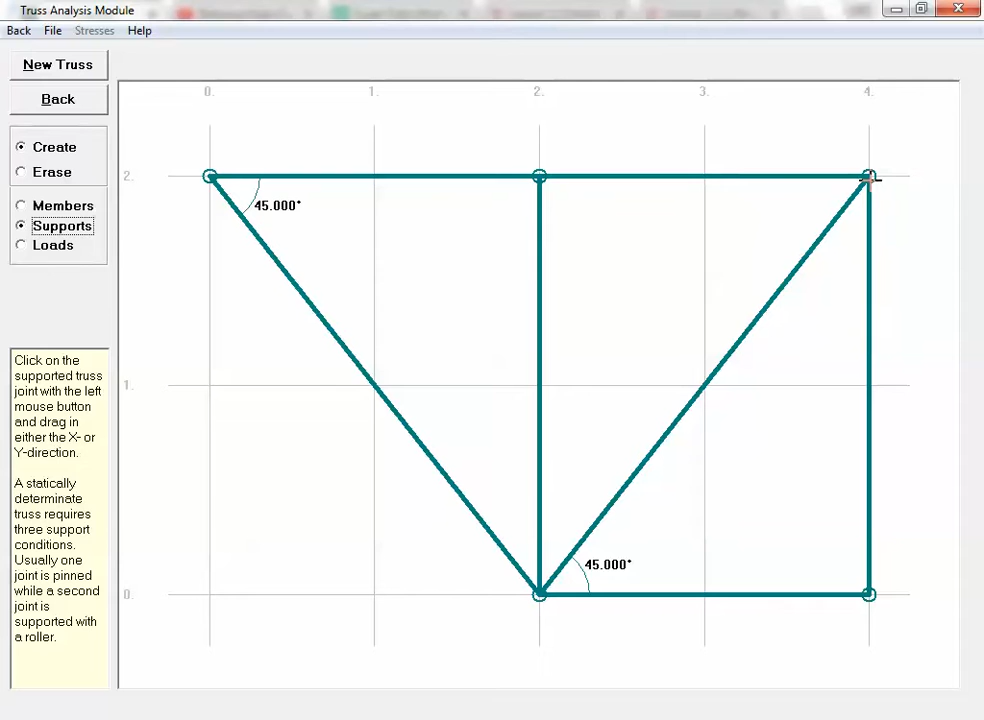 Truss Analysis Module
Back File Stresses Help
New Truss
Back
Create
Erase
Members
Supports
Loads
Click on the
supported truss
joint with the left
mouse button
and drag in
either the X- or
Y-direction.
A statically
determinate
truss requires
three support
conditions.
Usually one
joint is pinned
while a second
joint is
supported with
a roller.
0. 1. 2. 3. 4.
2.
45.000°
1.
45.000°
0.